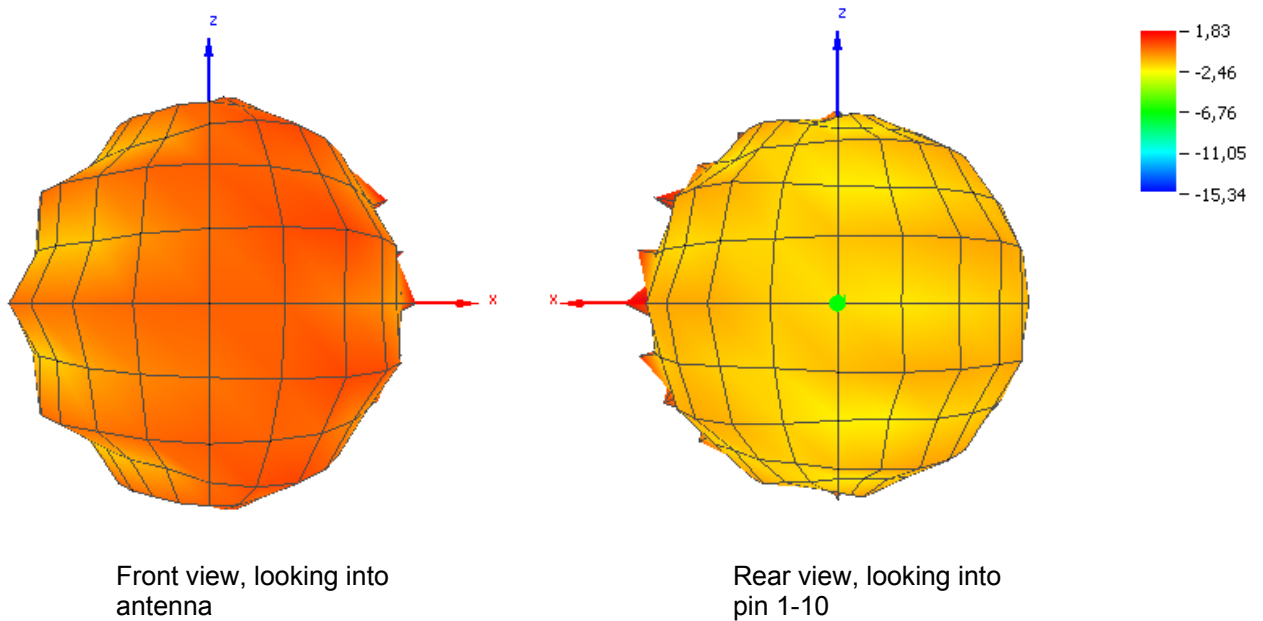 z
z
1,83
-2,46
-6,76
-11,05
-15,34
x
x
Front view, looking into
antenna
Rear view, looking into
pin 1-10